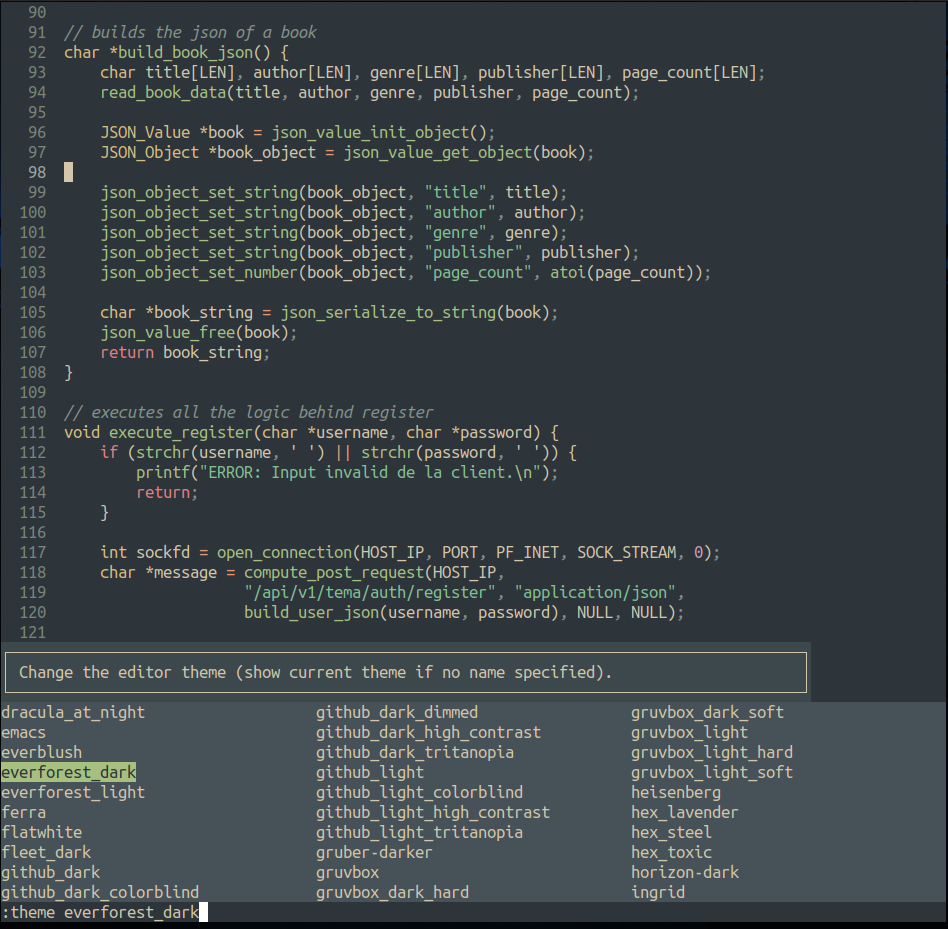 90
91 // builds the json of a book
92 char *build_book_json() {
93     char title[LEN], author[LEN], genre[LEN], publisher[LEN], page_count[LEN];
94     read_book_data(title, author, genre, publisher, page_count);
95
96     JSON_Value *book = json_value_init_object();
97     JSON_Object *book_object = json_value_get_object(book);
98
99     json_object_set_string(book_object, "title", title);
100     json_object_set_string(book_object, "author", author);
101     json_object_set_string(book_object, "genre", genre);
102     json_object_set_string(book_object, "publisher", publisher);
103     json_object_set_number(book_object, "page_count", atoi(page_count));
104
105     char *book_string = json_serialize_to_string(book);
106     json_value_free(book);
107     return book_string;
108 }
109
110 // executes all the logic behind register
111 void execute_register(char *username, char *password) {
112     if (strchr(username, ' ') || strchr(password, ' ')) {
113         printf("ERROR: Input invalid de la client.\n");
114         return;
115     }
116
117     int sockfd = open_connection(HOST_IP, PORT, PF_INET, SOCK_STREAM, 0);
118     char *message = compute_post_request(HOST_IP,
119                     "/api/v1/tema/auth/register", "application/json",
120                     build_user_json(username, password), NULL, NULL);
121
Change the editor theme (show current theme if no name specified).
dracula_at_night github_dark_dimmed gruvbox_dark_soft
emacs github_dark_high_contrast gruvbox_light
everblush github_dark_tritanopia gruvbox_light_hard
everforest_dark github_light gruvbox_light_soft
everforest_light github_light_colorblind heisenberg
ferra github_light_high_contrast hex_lavender
flatwhite github_light_tritanopia hex_steel
fleet_dark gruber-darker hex_toxic
github_dark gruvbox horizon-dark
github_dark_colorblind gruvbox_dark_hard ingrid
:theme everforest_dark